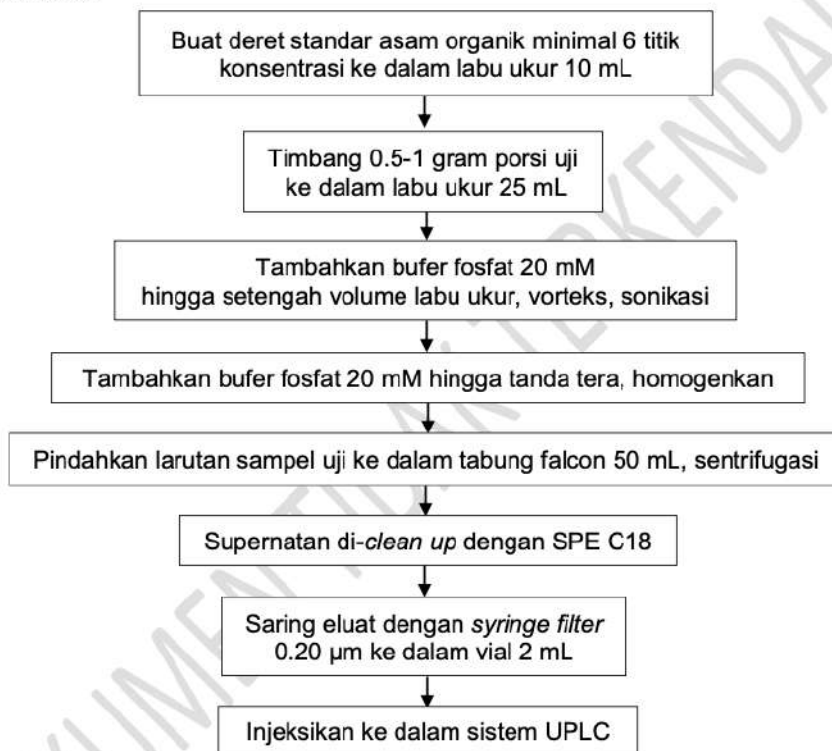 Buat deret standar asam organik minimal 6 titik
konsentrasi ke dalam labu ukur 10 mL
Timbang 0.5-1 gram porsi uji
ke dalam labu ukur 25 mL
Tambahkan bufer fosfat 20 mM
hingga setengah volume labu ukur, vorteks, sonikasi
Tambahkan bufer fosfat 20 mM hingga tanda tera, homogenkan
Pindahkan larutan sampel uji ke dalam tabung falcon 50 mL, sentrifugasi
Supernatan di-clean up dengan SPE C18
Saring eluat dengan syringe filter
0.20 µm ke dalam vial 2 mL
Injeksikan ke dalam sistem UPLC